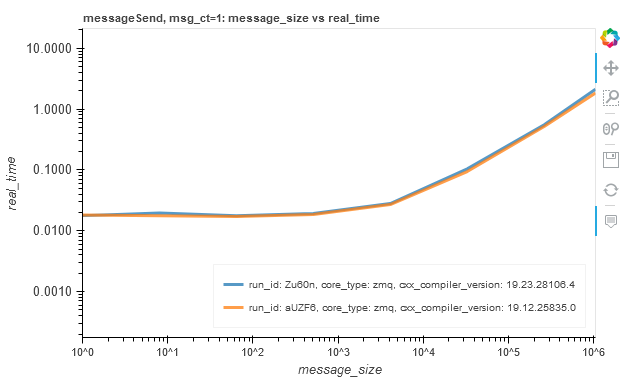 messageSend, msg_ct=1: message_size vs real_time
10.0000
1.0000
0.1000
0.0100
0.0010
real_time
run_id: Zu60n, core_type: zmq, cxx_compiler_version: 19.23.28106.4
run_id: aUZF6, core_type: zmq, cxx_compiler_version: 19.12.25835.0
10^0 10^1 10^2 10^3 10^4 10^5 10^6
message_size